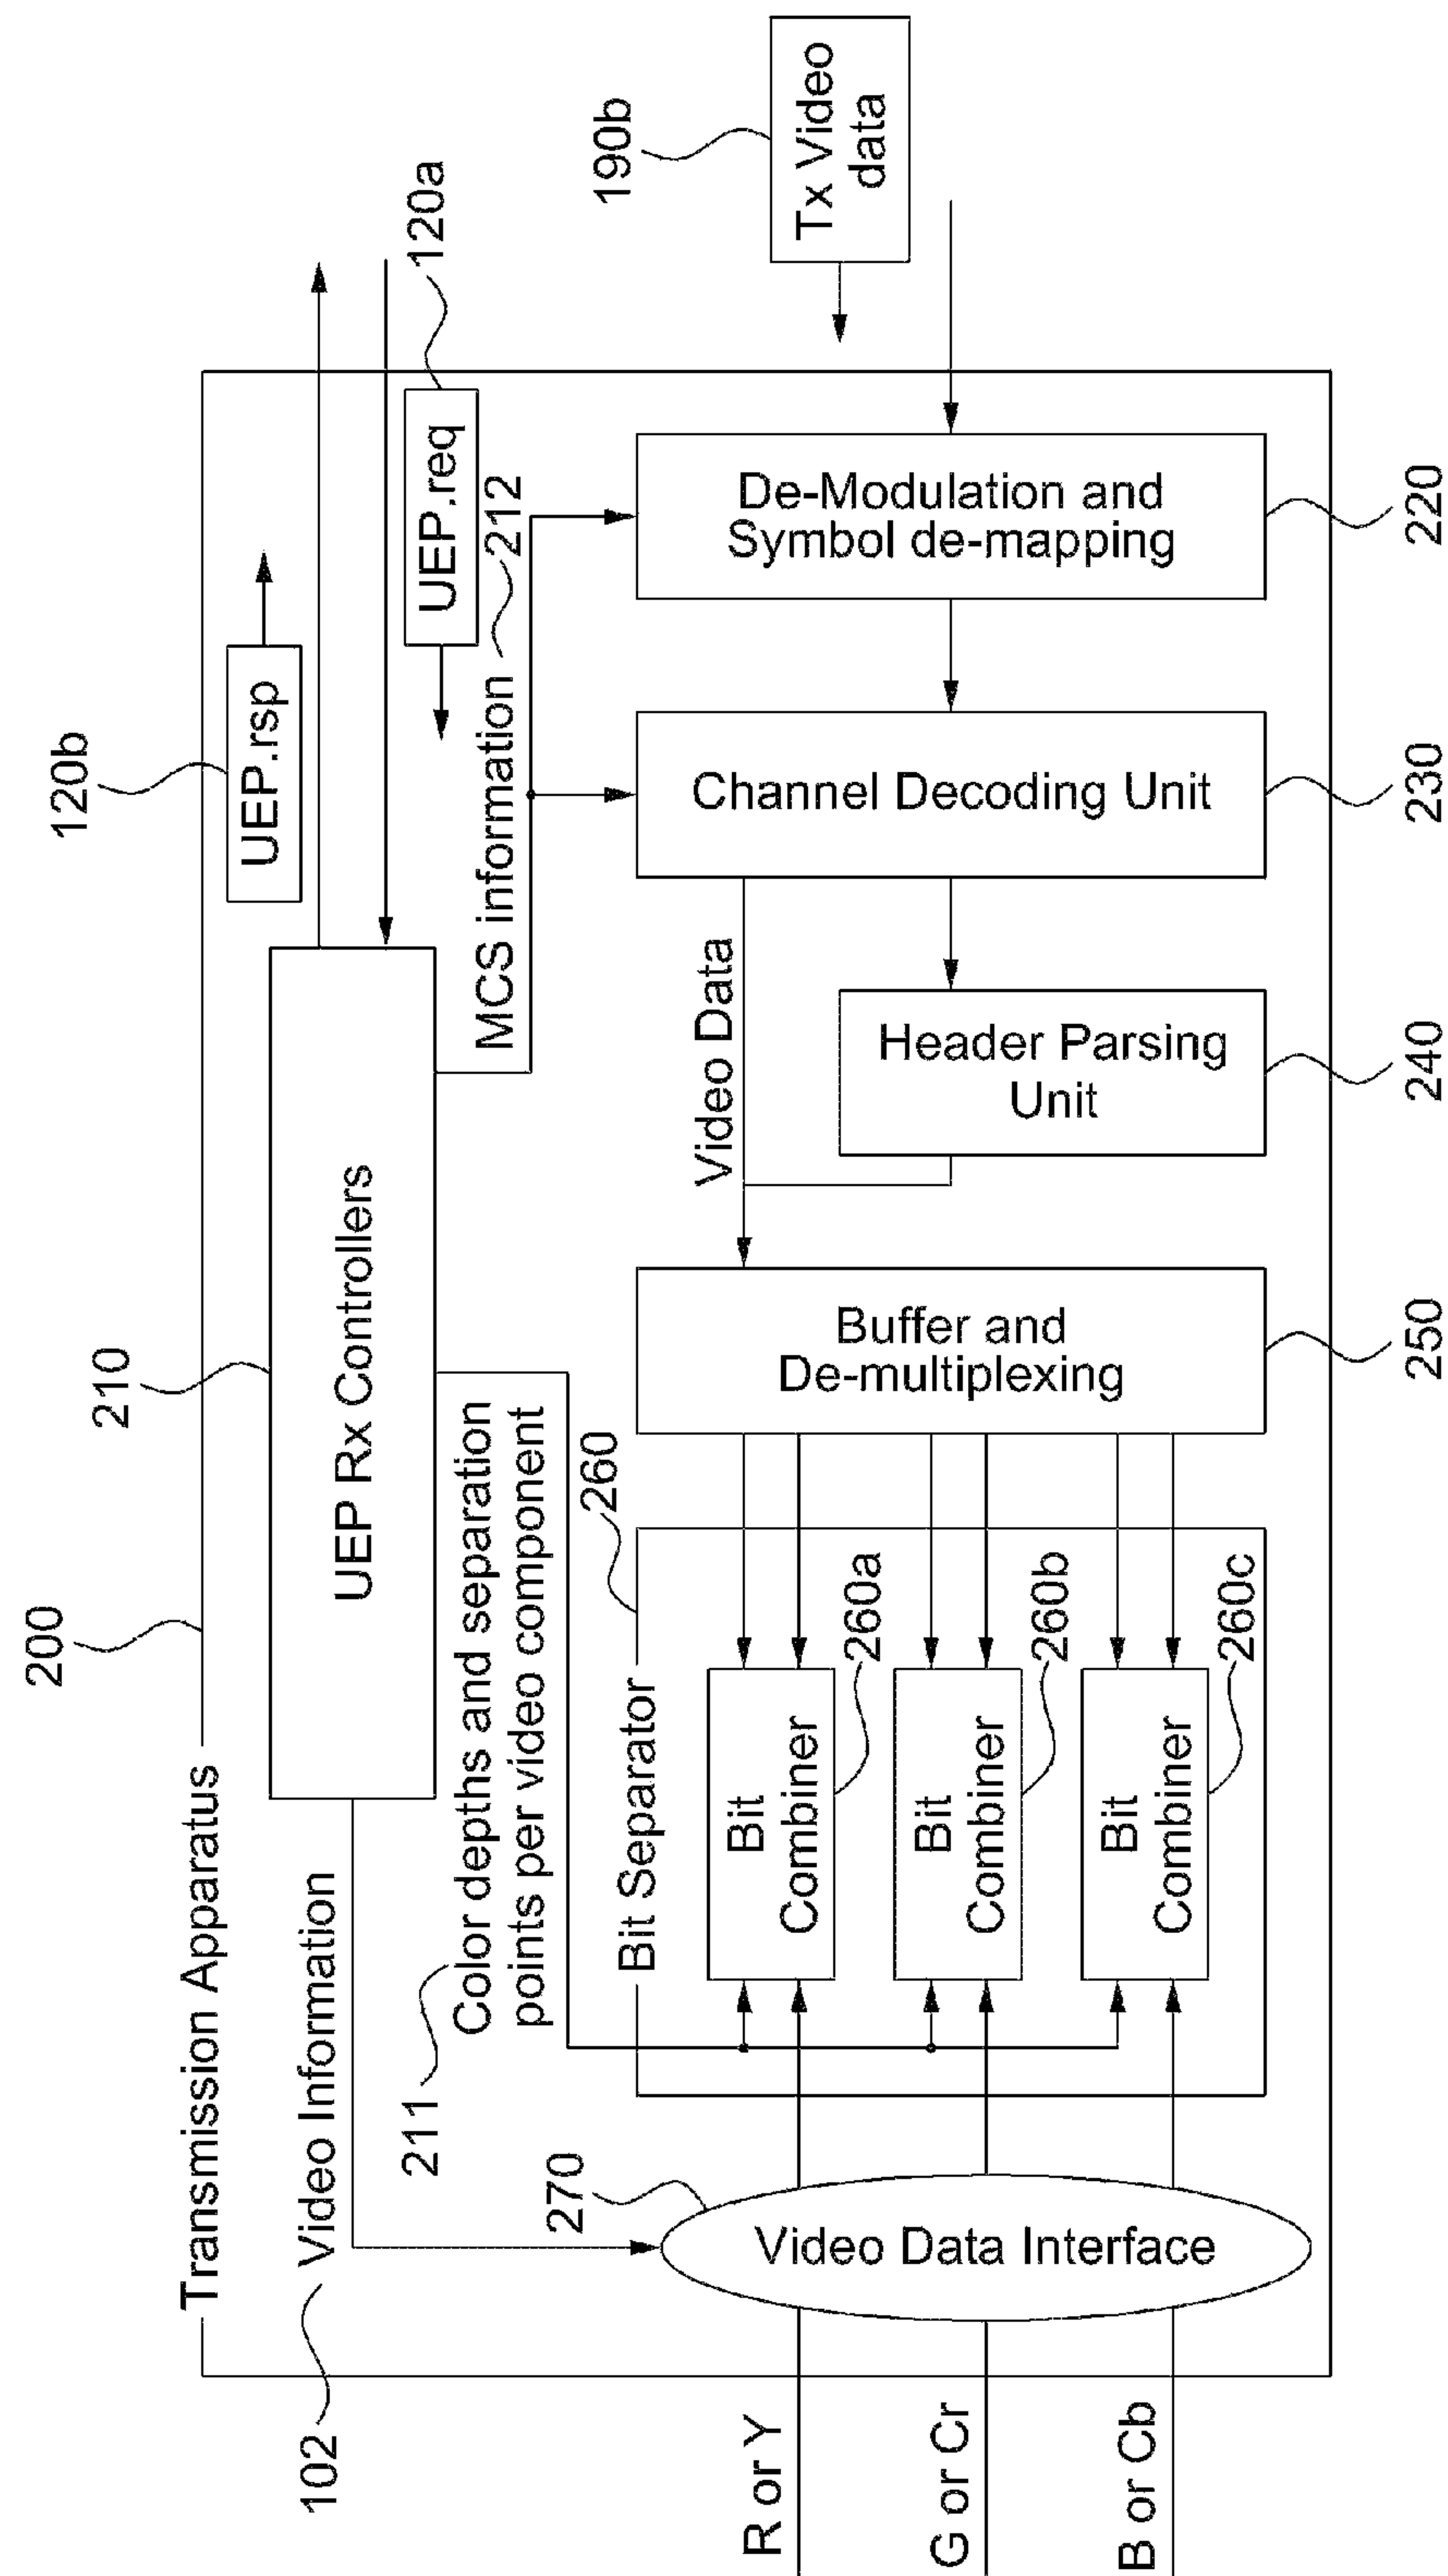 200
Transmission Apparatus
210
120b
UEP Rx Controllers
UEP.rsp
102
Video Information
UEP.req
120a
211
Color depths and separation
points per video component
MCS information
212
190b
Tx Video
data
270
Video Data Interface
R or Y
G or Cr
B or Cb
Bit Separator
260
Bit
Combiner
260a
Bit
Combiner
260b
Bit
Combiner
260c
Buffer and
De-multiplexing
250
Video Data
Header Parsing
Unit
240
Channel Decoding Unit
230
De-Modulation and
Symbol de-mapping
220